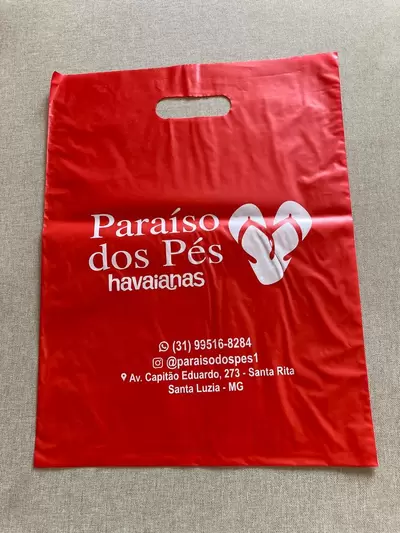 Paraíso
dos Pés
havaianas
(31) 99516-8284
@paraisodospes1
Av. Capitão Eduardo, 273 - Santa Rita
Santa Luzia - MG